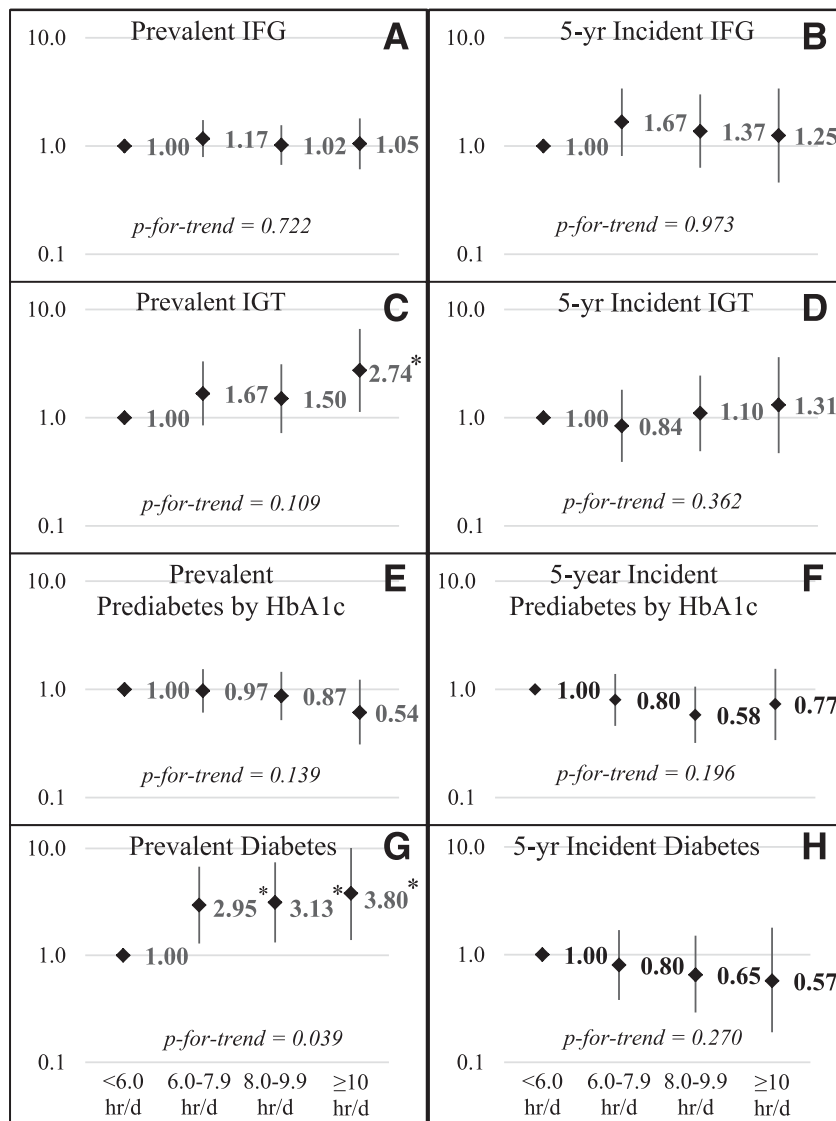 Prevalent IFG A
10.0
1.0
0.1
1.00 1.17 1.02 1.05
p-for-trend = 0.722
5-yr Incident IFG B
10.0
1.0
0.1
1.00 1.67 1.37 1.25
p-for-trend = 0.973
Prevalent IGT C
10.0
1.0
0.1
1.00 1.67 1.50 2.74*
p-for-trend = 0.109
5-yr Incident IGT D
10.0
1.0
0.1
1.00 0.84 1.10 1.31
p-for-trend = 0.362
Prevalent E
Prediabetes by HbA1c
10.0
1.0
0.1
1.00 0.97 0.87 0.54
p-for-trend = 0.139
5-year Incident F
Prediabetes by HbA1c
10.0
1.0
0.1
1.00 0.80 0.58 0.77
p-for-trend = 0.196
Prevalent Diabetes G
10.0
1.0
0.1
1.00 2.95* 3.13* 3.80*
p-for-trend = 0.039
<6.0 6.0-7.9 8.0-9.9 ≥10
hr/d hr/d hr/d hr/d
5-yr Incident Diabetes H
10.0
1.0
0.1
1.00 0.80 0.65 0.57
p-for-trend = 0.270
<6.0 6.0-7.9 8.0-9.9 ≥10
hr/d hr/d hr/d hr/d